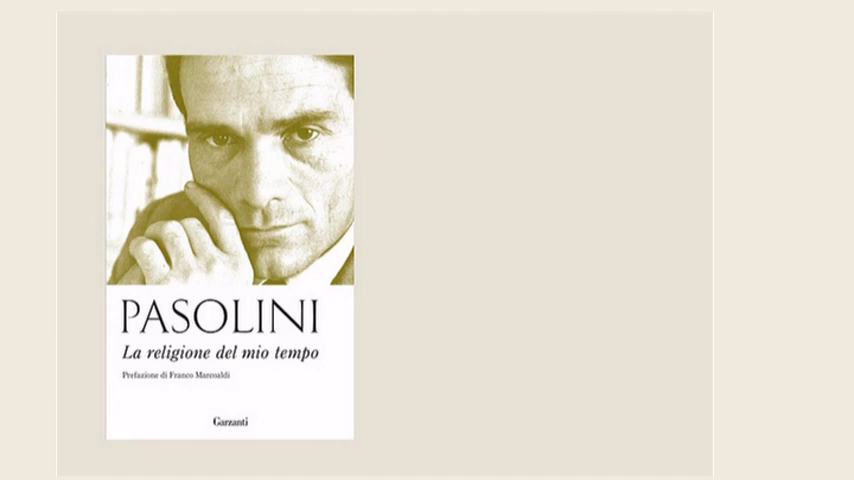 PASOLINI
La religione del mio tempo
Prefazione di Franco Marcoaldi
Garzanti